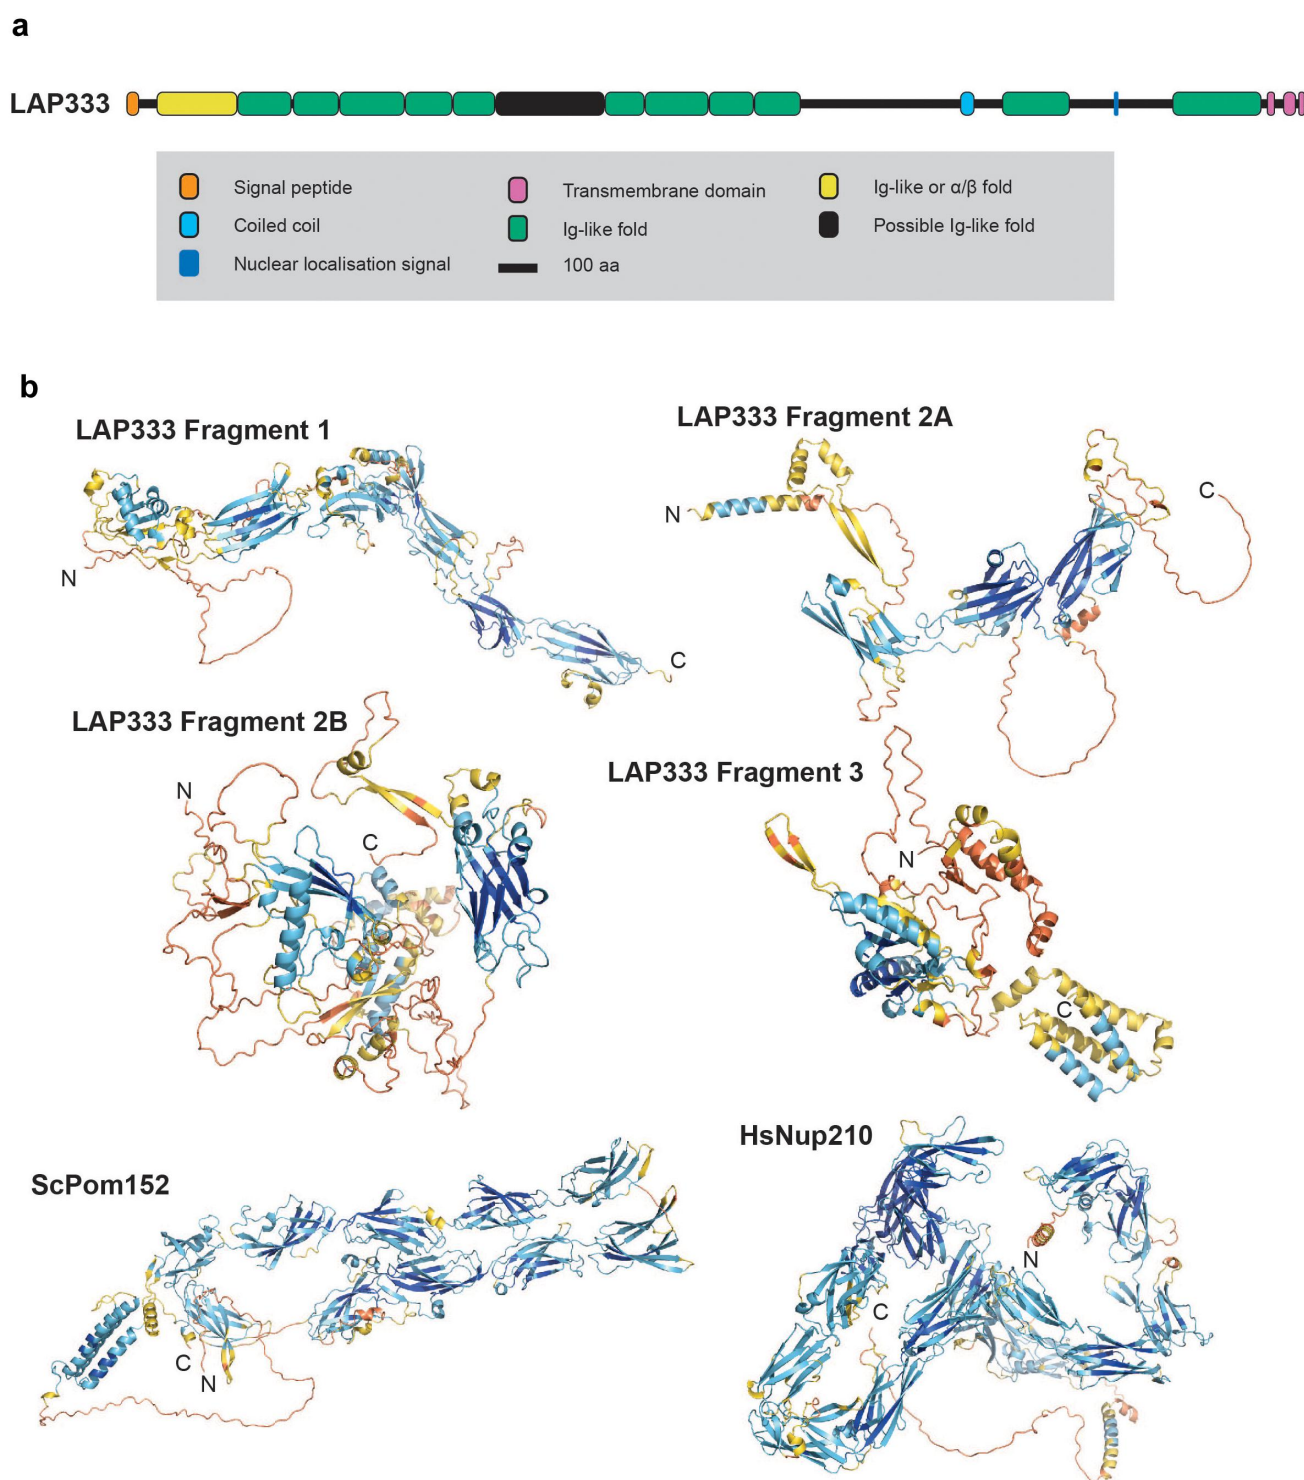 a
LAP333
Signal peptide
Transmembrane domain
Ig-like or α/β fold
Coiled coil
Ig-like fold
Possible Ig-like fold
Nuclear localisation signal
100 aa
b
LAP333 Fragment 1
N
C
LAP333 Fragment 2A
N
C
LAP333 Fragment 2B
N
C
LAP333 Fragment 3
N
C
ScPom152
C
N
HsNup210
N
C